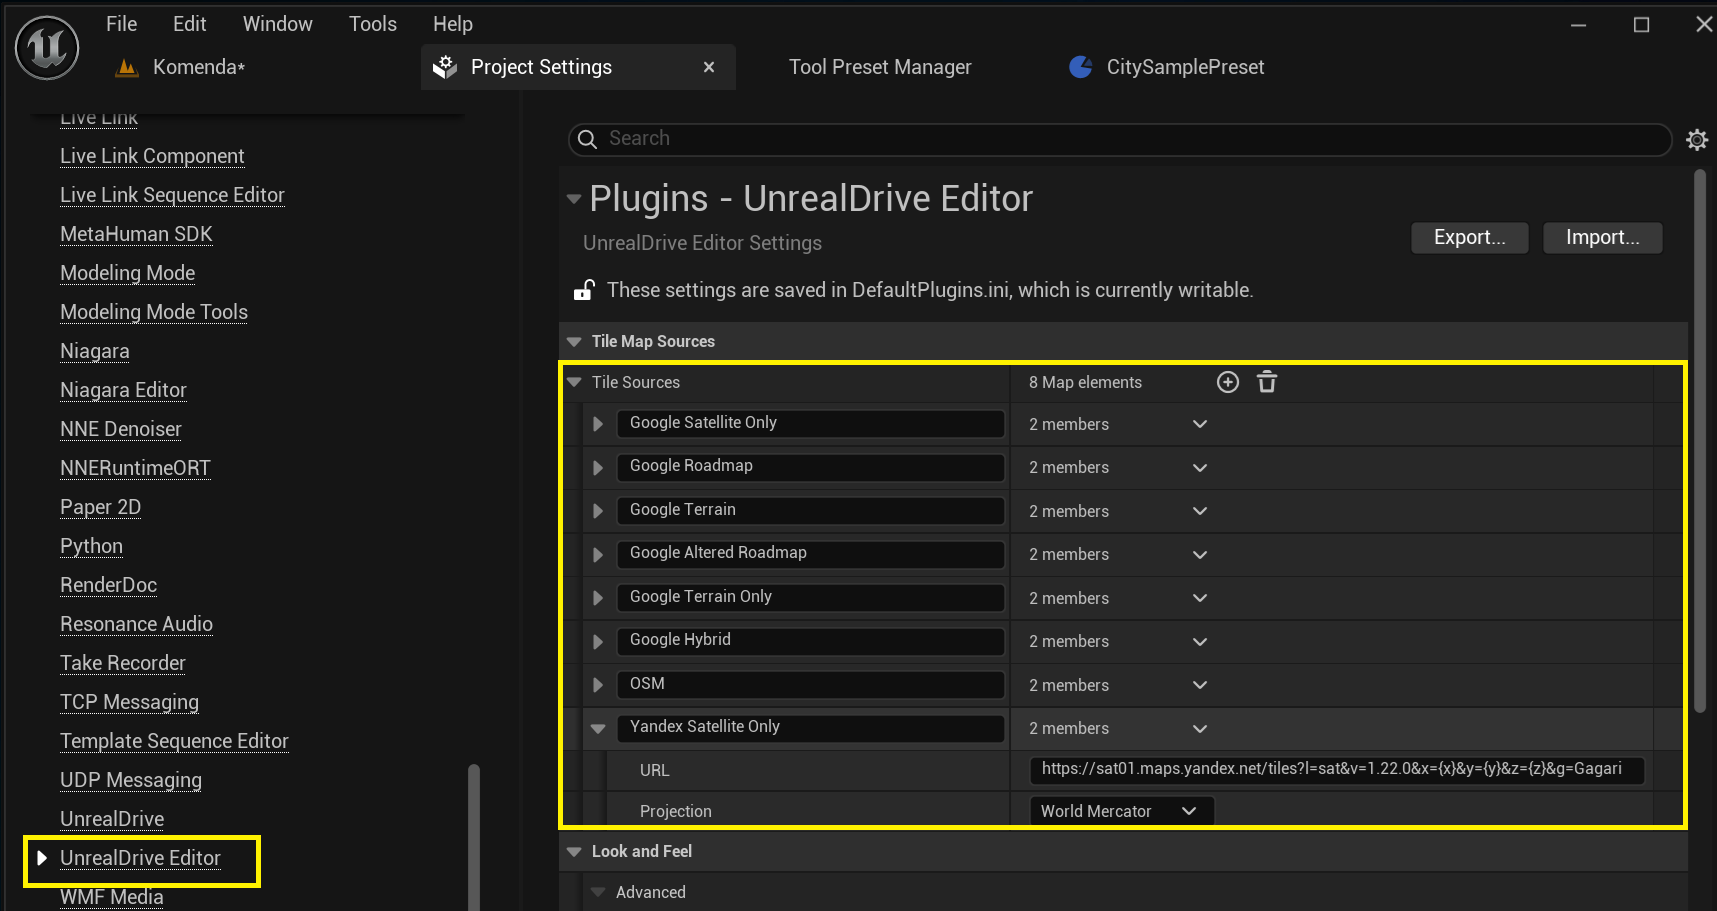 File Edit Window Tools Help
Komenda* Project Settings Tool Preset Manager CitySamplePreset
Live Link
Live Link Component
Live Link Sequence Editor
MetaHuman SDK
Modeling Mode
Modeling Mode Tools
Niagara
Niagara Editor
NNE Denoiser
NNERuntimeORT
Paper 2D
Python
RenderDoc
Resonance Audio
Take Recorder
TCP Messaging
Template Sequence Editor
UDP Messaging
UnrealDrive
UnrealDrive Editor
WMF Media
Search
Plugins - UnrealDrive Editor
UnrealDrive Editor Settings
Export... Import...
These settings are saved in DefaultPlugins.ini, which is currently writable.
Tile Map Sources
Tile Sources 8 Map elements
Google Satellite Only 2 members
Google Roadmap 2 members
Google Terrain 2 members
Google Altered Roadmap 2 members
Google Terrain Only 2 members
Google Hybrid 2 members
OSM 2 members
Yandex Satellite Only 2 members
URL https://sat01.maps.yandex.net/tiles?l=sat&v=1.22.0&x={x}&y={y}&z={z}&g=Gagari
Projection World Mercator
Look and Feel
Advanced